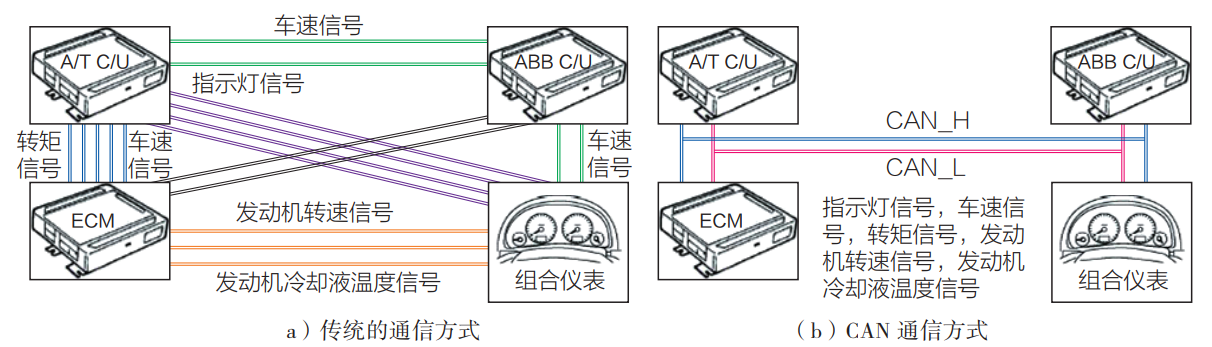 车速信号
A/T C/U
ABB C/U
指示灯信号
转矩
信号
车速
信号
车速
信号
ECM
发动机转速信号
发动机冷却液温度信号
组合仪表
a）传统的通信方式
A/T C/U
ABB C/U
CAN_H
CAN_L
ECM
指示灯信号，车速信
号，转矩信号，发动
机转速信号，发动机
冷却液温度信号
组合仪表
（b）CAN 通信方式